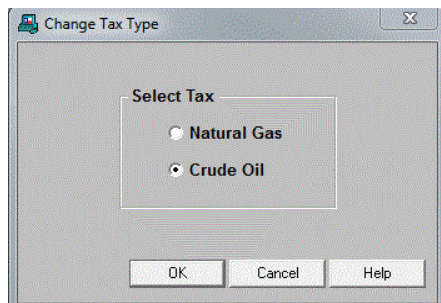 Change Tax Type
Select Tax
Natural Gas
Crude Oil
OK Cancel Help